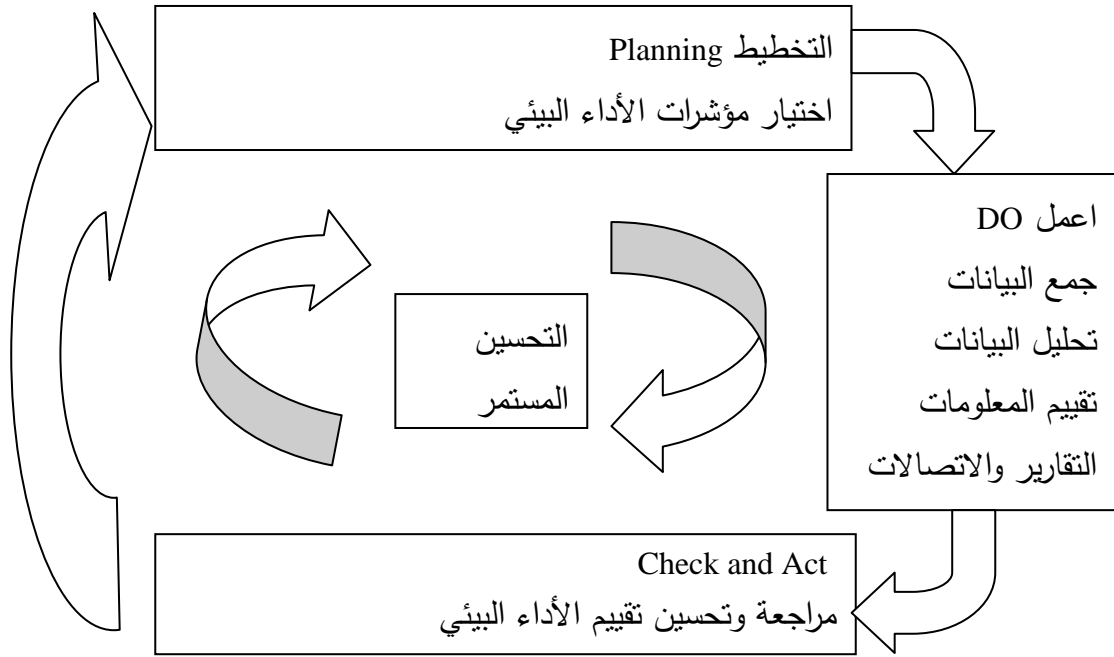 التخطيط Planning
اختيار مؤشرات الأداء البيئي
اعمل DO
جمع البيانات
تحليل البيانات
تقييم المعلومات
التقارير والاتصالات
التحسين
المستمر
Check and Act
مراجعة وتحسين تقييم الأداء البيئي